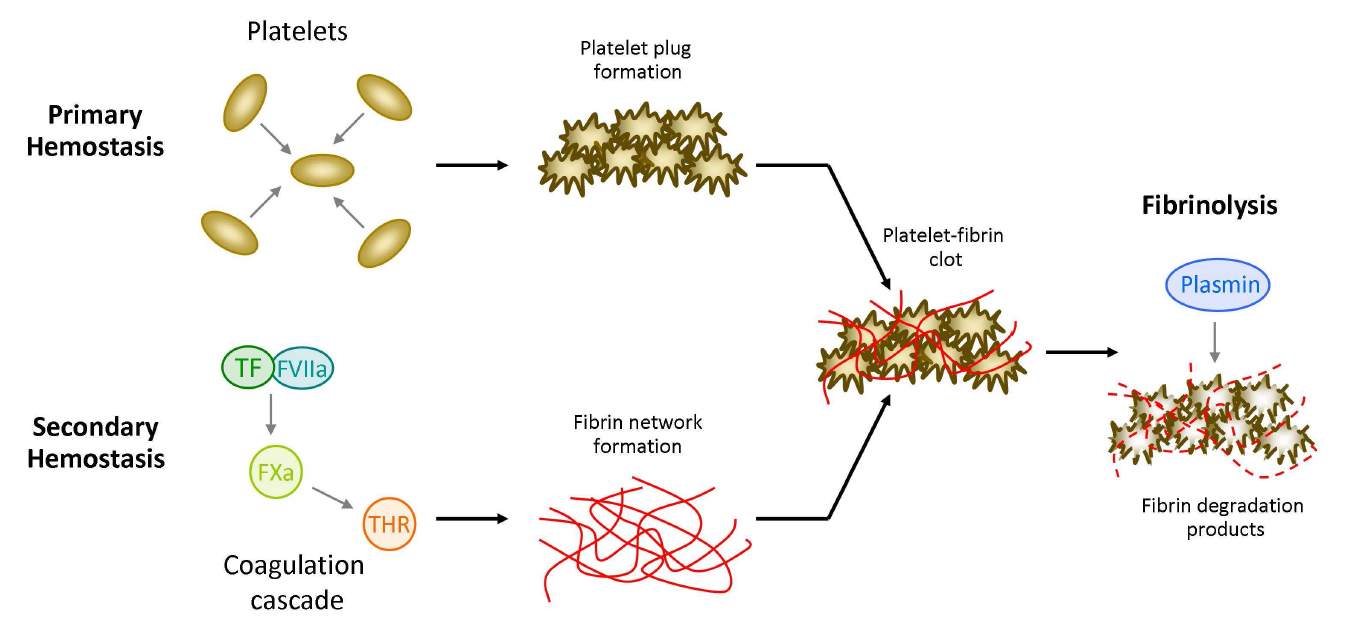 Platelets
Primary
Hemostasis
Platelet plug
formation
Platelet-fibrin
clot
Fibrinolysis
Plasmin
Fibrin degradation
products
Secondary
Hemostasis
TF
FVIIa
FXa
THR
Coagulation
cascade
Fibrin network
formation